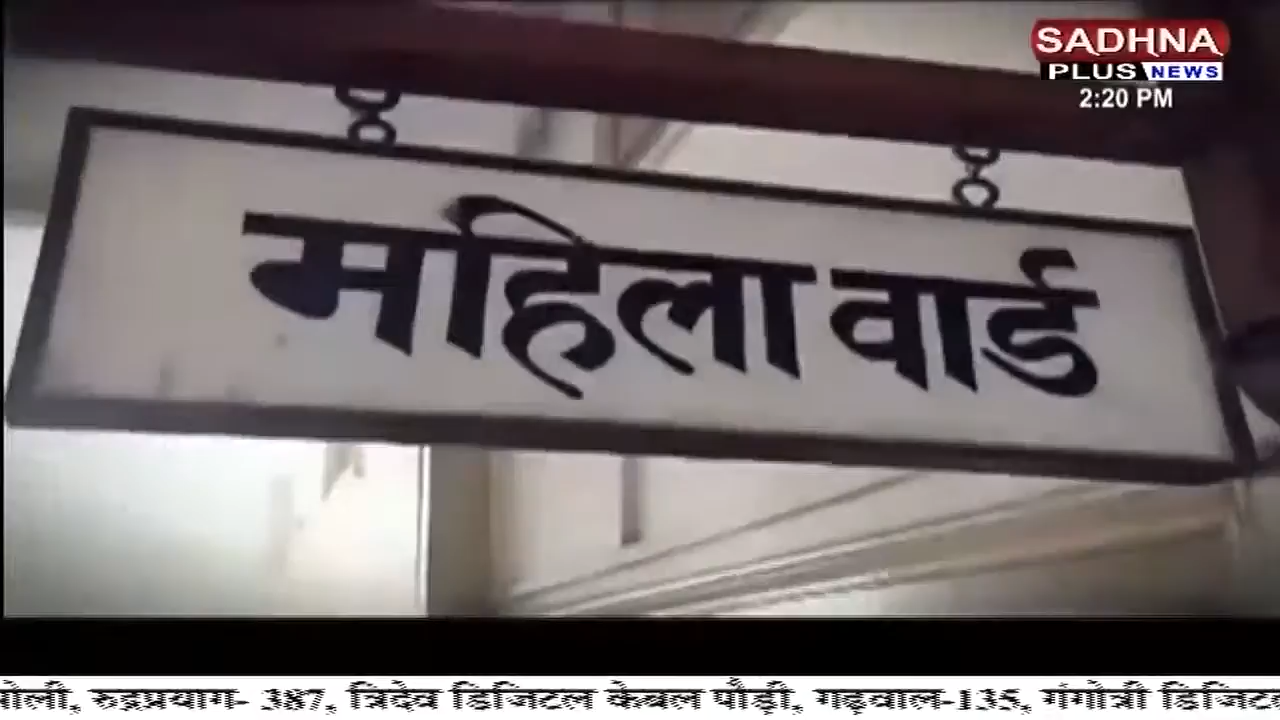 SADHNA
PLUS NEWS
2:20 PM
महिला वार्ड
रुद्रप्रयाग- 387, त्रिदेव डिजिटल केबल पौड़ी, गढ़वाल-135, गंगोत्री